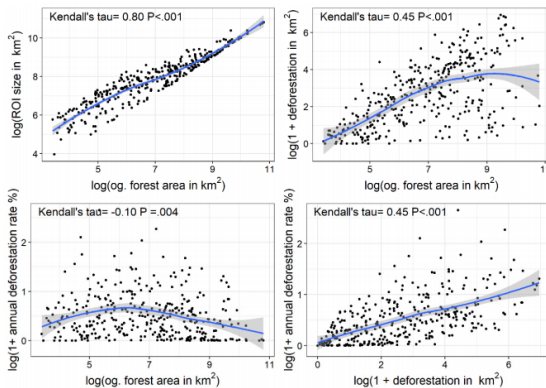 Kendall's tau= 0.80 P<.001
log(ROI size in km²)
10
8
6
4
5
7
9
11
log(og. forest area in km²)
Kendall's tau= 0.45 P<.001
log(1 + deforestation in km²)
6
4
2
0
5
7
9
11
log(og. forest area in km²)
Kendall's tau= -0.10 P =.004
log(1+ annual deforestation rate %)
2
1
0
5
7
9
11
log(og. forest area in km²)
Kendall's tau= 0.45 P<.001
log(1+ annual deforestation rate %)
2
1
0
0
2
4
6
log(1 + deforestation in km²)